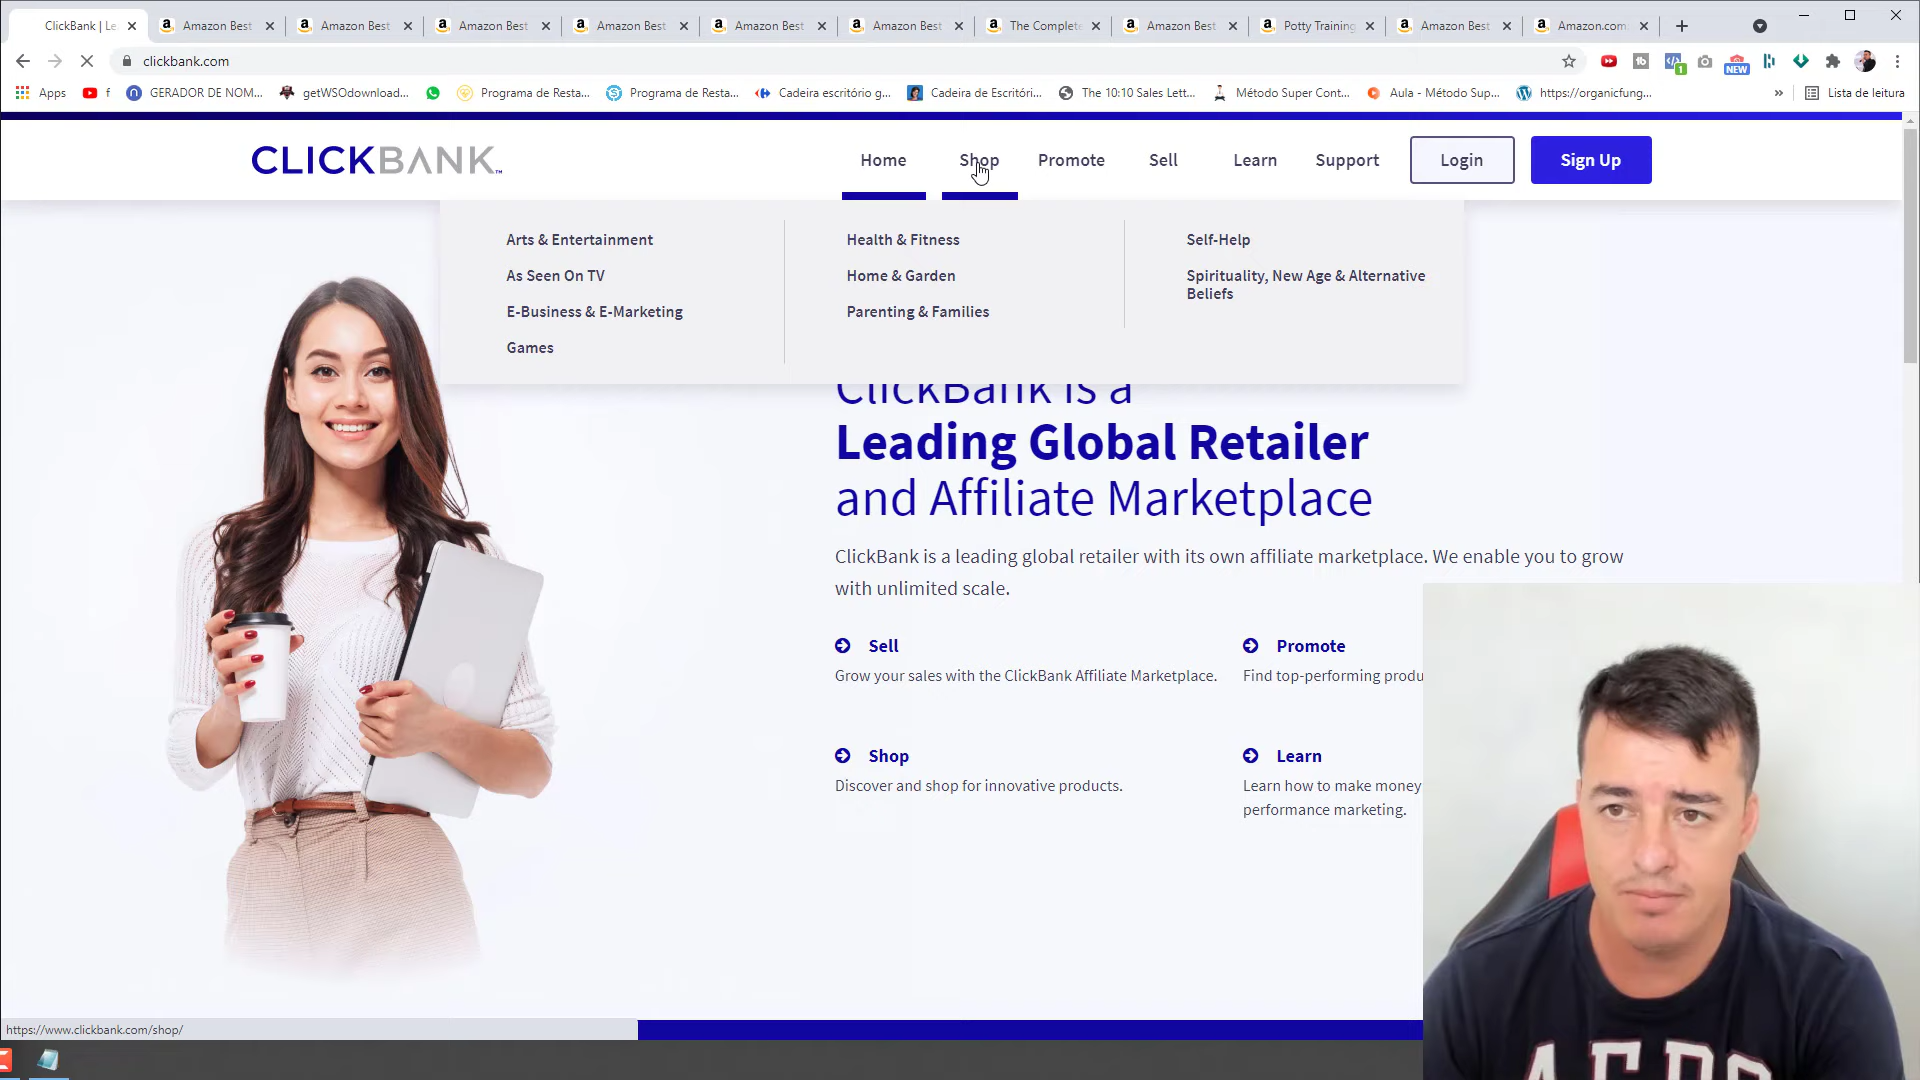 ClickBank | Le
Amazon Best
Amazon Best
Amazon Best
Amazon Best
Amazon Best
Amazon Best
The Complete
Amazon Best
Potty Training
Amazon Best
Amazon.com:
clickbank.com
1
NEW
Apps
f
GERADOR DE NOM...
getWSOdownload...
Programa de Resta...
Programa de Resta...
Cadeira escritório g...
Cadeira de Escritóri...
The 10:10 Sales Lett...
Método Super Cont...
Aula - Método Sup...
https://organicfung...
»
Lista de leitura
CLICKBANK™
Home
Shop
Promote
Sell
Learn
Support
Login
Sign Up
Arts & Entertainment
As Seen On TV
E-Business & E-Marketing
Games
Health & Fitness
Home & Garden
Parenting & Families
Self-Help
Spirituality, New Age & Alternative
Beliefs
ClickBank is a
Leading Global Retailer
and Affiliate Marketplace
ClickBank is a leading global retailer with its own affiliate marketplace. We enable you to grow
with unlimited scale.
Sell
Grow your sales with the ClickBank Affiliate Marketplace.
Promote
Find top-performing produ
Shop
Discover and shop for innovative products.
Learn
Learn how to make money
performance marketing.
https://www.clickbank.com/shop/
AERO